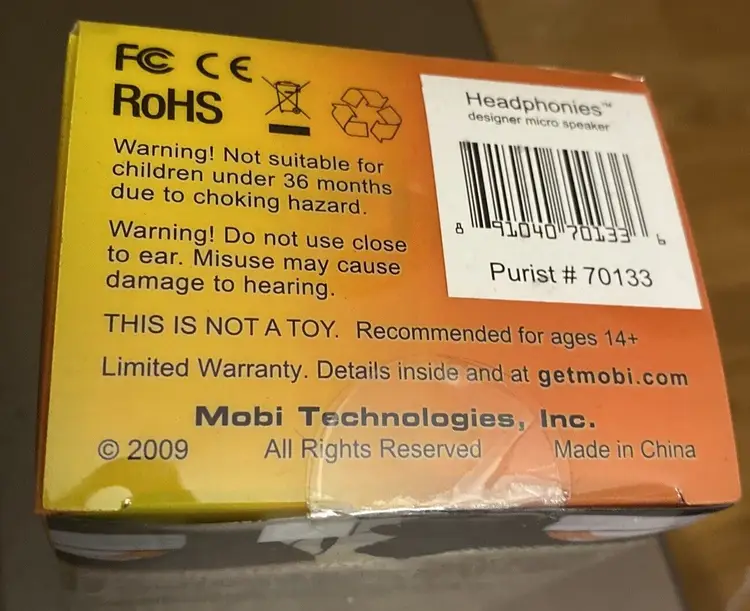 FC CE
RoHS
Warning! Not suitable for
children under 36 months
due to choking hazard.
Warning! Do not use close
to ear. Misuse may cause
damage to hearing.
THIS IS NOT A TOY. Recommended for ages 14+
Limited Warranty. Details inside and at getmobi.com
Mobi Technologies, Inc.
© 2009 All Rights Reserved Made in China
Headphonies™
designer micro speaker
8 91040 70133 6
Purist # 70133